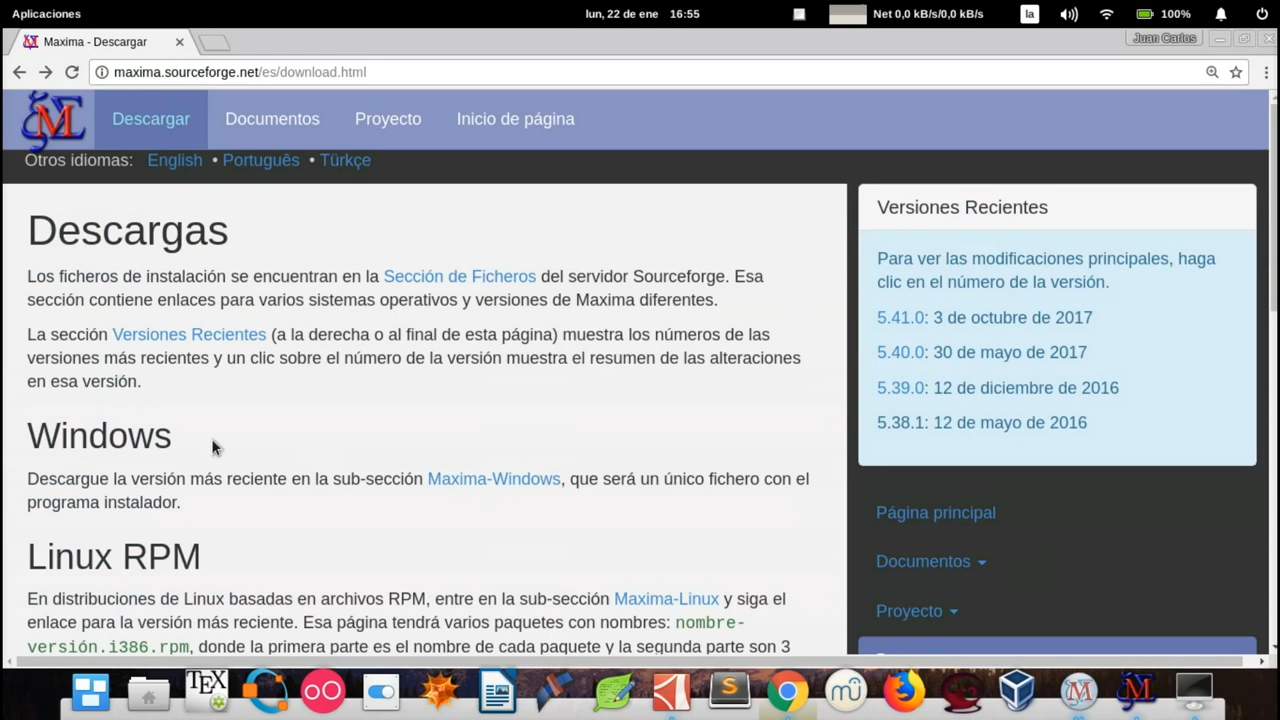 Aplicaciones
lun, 22 de ene 16:55
Net 0,0 kB/s/0,0 kB/s
la
100%
Maxima - Descargar
Juan Carlos
maxima.sourceforge.net/es/download.html
Descargar Documentos Proyecto Inicio de página
Otros idiomas: English • Português • Türkçe
Descargas
Los ficheros de instalación se encuentran en la Sección de Ficheros del servidor Sourceforge. Esa
sección contiene enlaces para varios sistemas operativos y versiones de Maxima diferentes.
La sección Versiones Recientes (a la derecha o al final de esta página) muestra los números de las
versiones más recientes y un clic sobre el número de la versión muestra el resumen de las alteraciones
en esa versión.
Windows
Descargue la versión más reciente en la sub-sección Maxima-Windows, que será un único fichero con el
programa instalador.
Linux RPM
En distribuciones de Linux basadas en archivos RPM, entre en la sub-sección Maxima-Linux y siga el
enlace para la versión más reciente. Esa página tendrá varios paquetes con nombres: nombre-
versión.i386.rpm, donde la primera parte es el nombre de cada paquete y la segunda parte son 3
Versiones Recientes
Para ver las modificaciones principales, haga
clic en el número de la versión.
5.41.0: 3 de octubre de 2017
5.40.0: 30 de mayo de 2017
5.39.0: 12 de diciembre de 2016
5.38.1: 12 de mayo de 2016
Página principal
Documentos
Proyecto
TEX
S